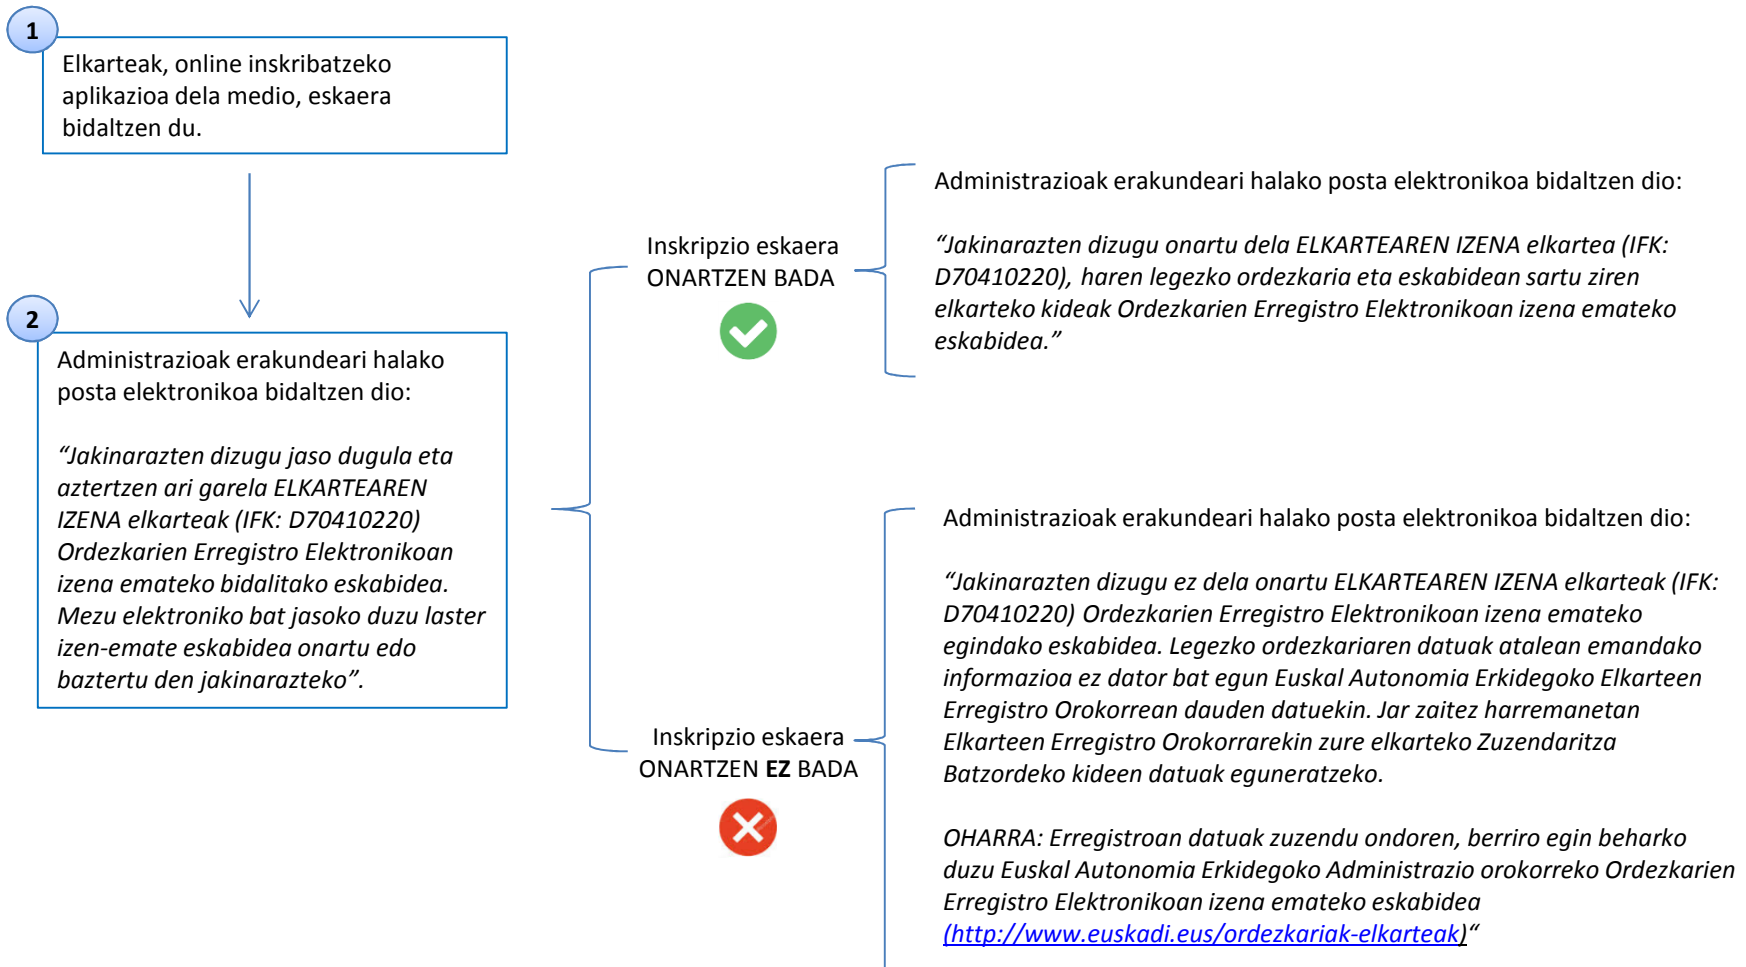 1
Elkarteak, online inskribatzeko
aplikazioa dela medio, eskaera
bidaltzen du.
2
Administrazioak erakundeari halako
posta elektronikoa bidaltzen dio:
“Jakinarazten dizugu jaso dugula eta
aztertzen ari garela ELKARTEAREN
IZENA elkarteak (IFK: D70410220)
Ordezkarien Erregistro Elektronikoan
izena emateko bidalitako eskabidea.
Mezu elektroniko bat jasoko duzu laster
izen-emate eskabidea onartu edo
baztertu den jakinarazteko”.
Inskripzio eskaera
ONARTZEN BADA
Administrazioak erakundeari halako posta elektronikoa bidaltzen dio:
“Jakinarazten dizugu onartu dela ELKARTEAREN IZENA elkartea (IFK:
D70410220), haren legezko ordezkaria eta eskabidean sartu ziren
elkarteko kideak Ordezkarien Erregistro Elektronikoan izena emateko
eskabidea.”
Inskripzio eskaera
ONARTZEN EZ BADA
Administrazioak erakundeari halako posta elektronikoa bidaltzen dio:
“Jakinarazten dizugu ez dela onartu ELKARTEAREN IZENA elkarteak (IFK:
D70410220) Ordezkarien Erregistro Elektronikoan izena emateko
egindako eskabidea. Legezko ordezkariaren datuak atalean emandako
informazioa ez dator bat egun Euskal Autonomia Erkidegoko Elkarteen
Erregistro Orokorrean dauden datuekin. Jar zaitez harremanetan
Elkarteen Erregistro Orokorrarekin zure elkarteko Zuzendaritza
Batzordeko kideen datuak eguneratzeko.
OHARRA: Erregistroan datuak zuzendu ondoren, berriro egin beharko
duzu Euskal Autonomia Erkidegoko Administrazio orokorreko Ordezkarien
Erregistro Elektronikoan izena emateko eskabidea
(http://www.euskadi.eus/ordezkariak-elkarteak)“